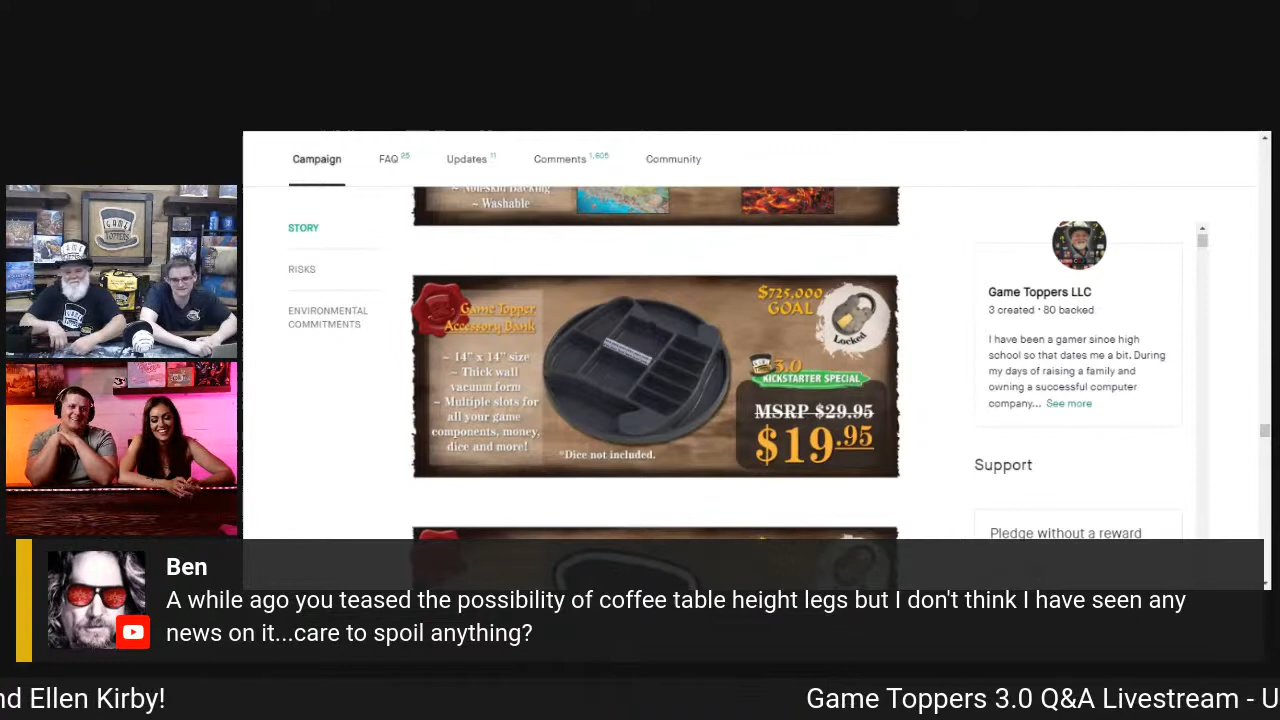 Campaign
FAQ 25
Updates 11
Comments 1,605
Community
STORY
RISKS
ENVIRONMENTAL
COMMITMENTS
~ Non-skid Backing
~ Washable
Game Topper
Accessory Bank
~ 14" x 14" size
~ Thick wall
vacuum form
~ Multiple slots for
all your game
components, money,
dice and more!
*Dice not included.
$725,000
GOAL
Locked
3.0
KICKSTARTER SPECIAL
MSRP $29.95
$19.95
Game Toppers LLC
3 created · 80 backed
I have been a gamer since high
school so that dates me a bit. During
my days of raising a family and
owning a successful computer
company... See more
Support
Pledge without a reward
GAME
TOPPERS
Ben
A while ago you teased the possibility of coffee table height legs but I don't think I have seen any
news on it...care to spoil anything?
nd Ellen Kirby!
Game Toppers 3.0 Q&A Livestream - U